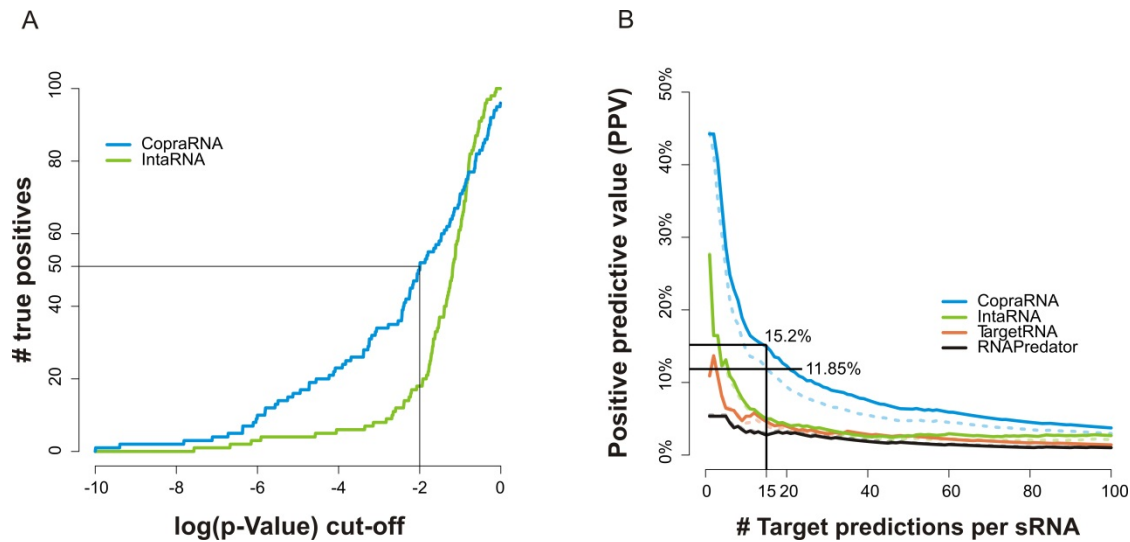 A
# true positives
100
80
60
50
40
20
0
CopraRNA
IntaRNA
-10
-8
-6
-4
-2
0
log(p-Value) cut-off
B
Positive predictive value (PPV)
50%
40%
30%
20%
10%
0%
CopraRNA
IntaRNA
TargetRNA
RNAPredator
15.2%
11.85%
0
15
20
40
60
80
100
# Target predictions per sRNA